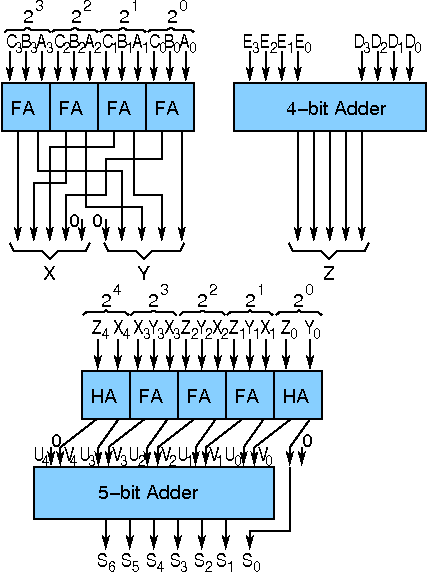 2^3 2^2 2^1 2^0
C3B3A3 C2B2A2 C1B1A1 C0B0A0 E3E2E1E0 D3D2D1D0
FA FA FA FA 4-bit Adder
0 0
X Y Z
2^4 2^3 2^2 2^1 2^0
Z4 X4 X3Y3X3 Z2Y2X2 Z1Y1X1 Z0 Y0
HA FA FA FA HA
0 0
U4 V4 U3 V3 U2 V2 U1 V1 U0 V0
5-bit Adder
S6 S5 S4 S3 S2 S1 S0